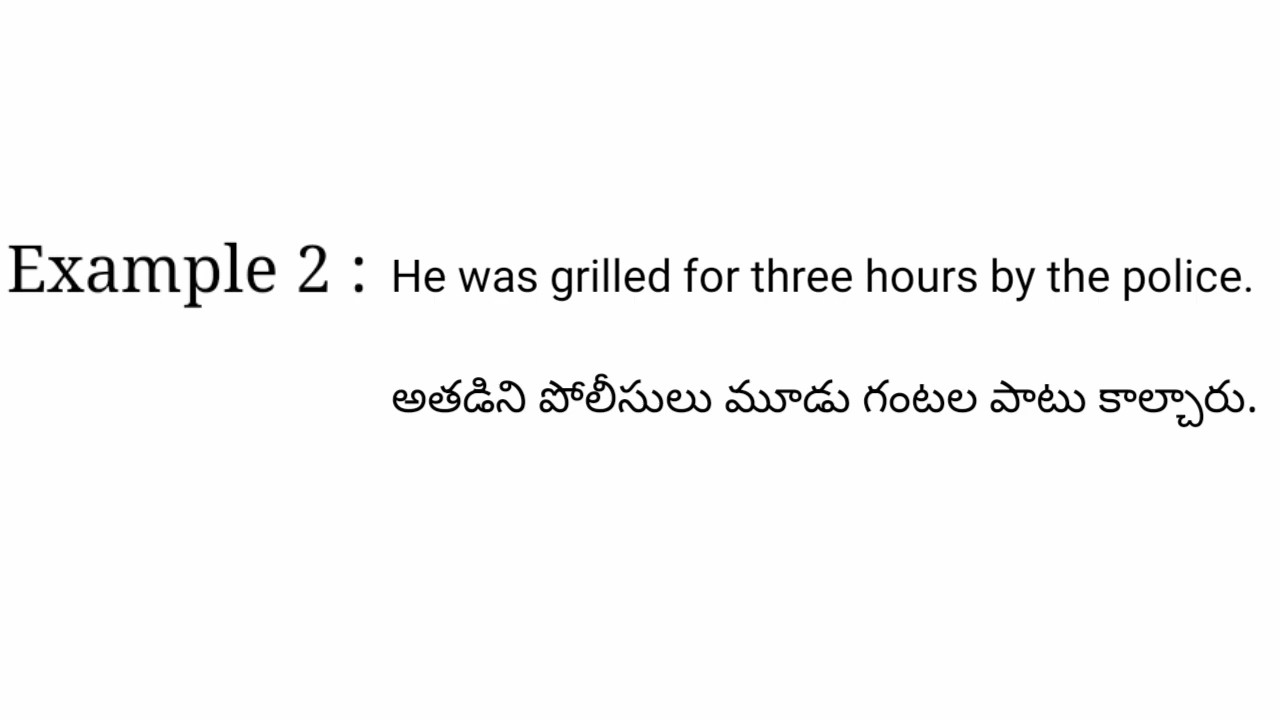 Example 2 : He was grilled for three hours by the police.
అతడిని పోలీసులు మూడు గంటల పాటు కాల్చారు.